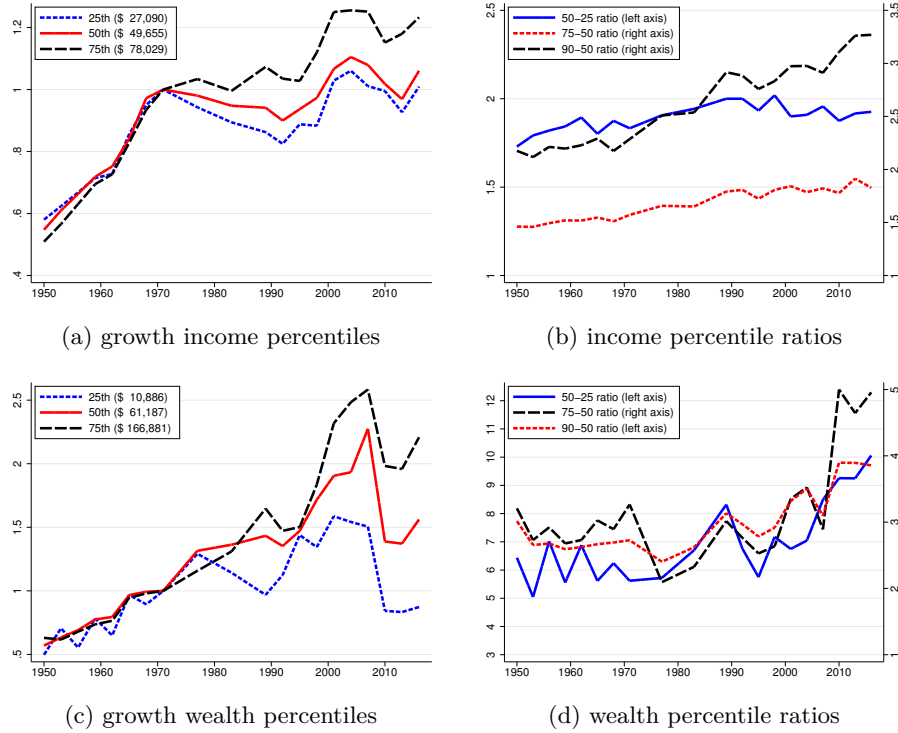 25th ($ 27,090)
50th ($ 49,655)
75th ($ 78,029)
.4 .6 .8 1 1.2
1950 1960 1970 1980 1990 2000 2010
(a) growth income percentiles
50−25 ratio (left axis)
75−50 ratio (right axis)
90−50 ratio (right axis)
1 1.5 2 2.5
1 1.5 2 2.5 3 3.5
1950 1960 1970 1980 1990 2000 2010
(b) income percentile ratios
25th ($ 10,886)
50th ($ 61,187)
75th ($ 166,881)
.5 1 1.5 2 2.5
1950 1960 1970 1980 1990 2000 2010
(c) growth wealth percentiles
50−25 ratio (left axis)
75−50 ratio (right axis)
90−50 ratio (left axis)
3 4 5 6 7 8 9 10 11 12
1 2 3 4 5
1950 1960 1970 1980 1990 2000 2010
(d) wealth percentile ratios